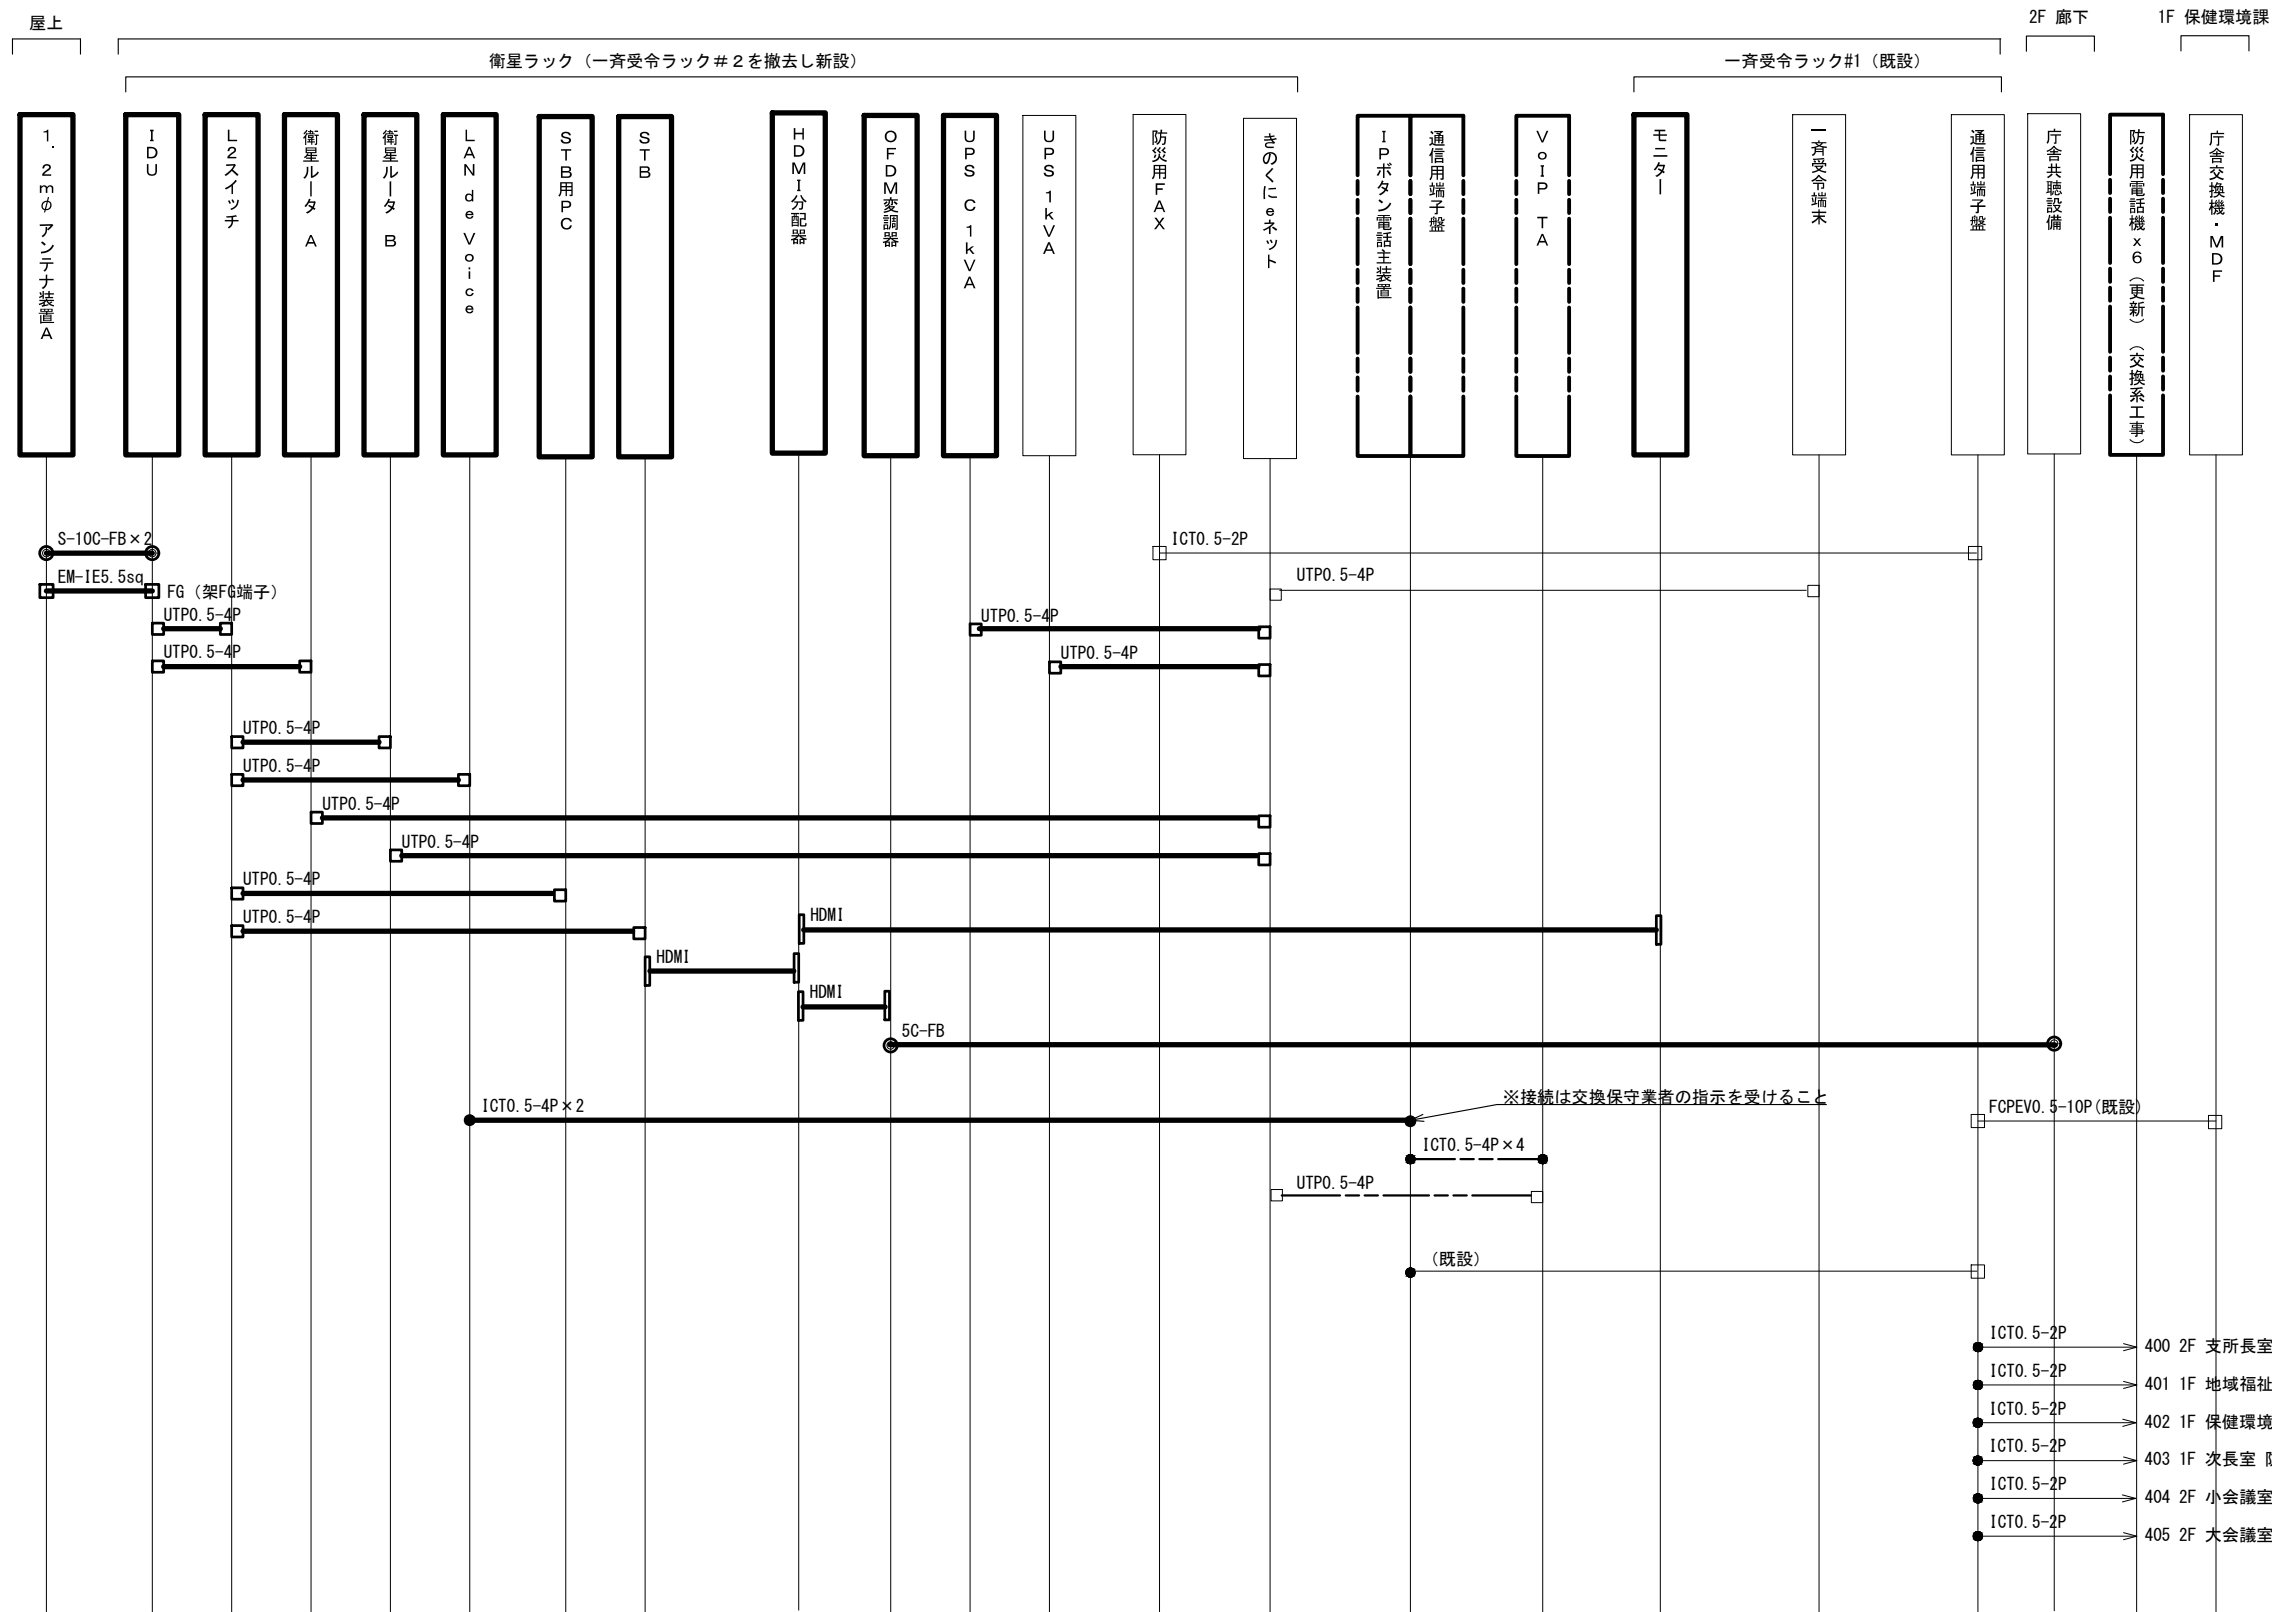 屋上
2F 廊下
1F 保健環境課
衛星ラック（一斉受令ラック＃２を撤去し新設）
一斉受令ラック#1（既設）
１．２ｍφ アンテナ装置Ａ
ＩＤＵ
Ｌ２スイッチ
衛星ルータ Ａ
衛星ルータ Ｂ
ＬＡＮ ｄｅ Ｖｏｉｃｅ
ＳＴＢ用ＰＣ
ＳＴＢ
ＨＤＭＩ分配器
ＯＦＤＭ変調器
ＵＰＳ Ｃ １ｋＶＡ
ＵＰＳ １ｋＶＡ
防災用ＦＡＸ
きのくにｅネット
ＩＰボタン電話主装置
通信用端子盤
ＶｏＩＰ ＴＡ
モニター
一斉受令端末
通信用端子盤
庁舎共聴設備
防災用電話機ｘ６（更新）（交換系工事）
庁舎交換機・ＭＤＦ
S-10C-FB×2
ICT0.5-2P
EM-IE5.5sq
FG（架FG端子）
UTP0.5-4P
UTP0.5-4P
UTP0.5-4P
UTP0.5-4P
UTP0.5-4P
UTP0.5-4P
UTP0.5-4P
UTP0.5-4P
UTP0.5-4P
UTP0.5-4P
UTP0.5-4P
HDMI
HDMI
HDMI
5C-FB
※接続は交換保守業者の指示を受けること
ICT0.5-4P×2
FCPEV0.5-10P(既設)
ICT0.5-4P×4
UTP0.5-4P
（既設）
ICT0.5-2P
400 2F 支所長室
ICT0.5-2P
401 1F 地域福祉
ICT0.5-2P
402 1F 保健環境
ICT0.5-2P
403 1F 次長室
ICT0.5-2P
404 2F 小会議室
ICT0.5-2P
405 2F 大会議室